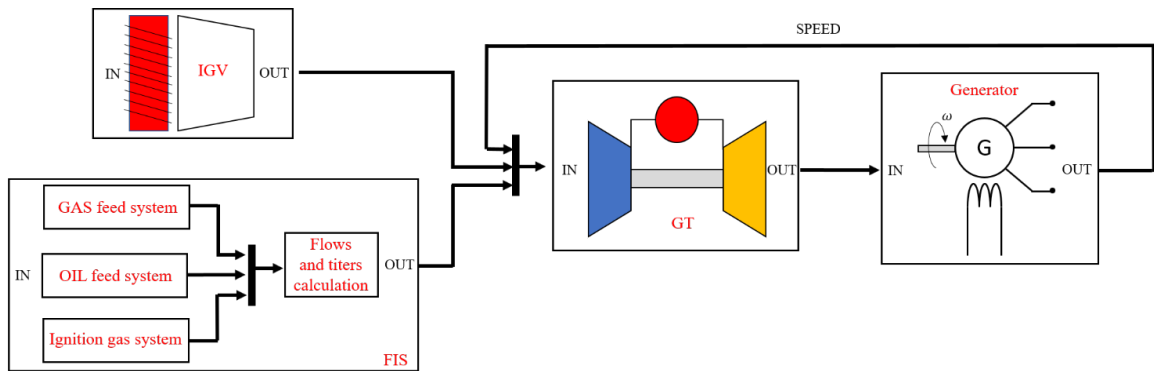 SPEED
IN
IGV
OUT
Generator
ω
G
IN
OUT
IN
OUT
GT
GAS feed system
IN
OIL feed system
Ignition gas system
Flows
and titers
calculation
OUT
FIS